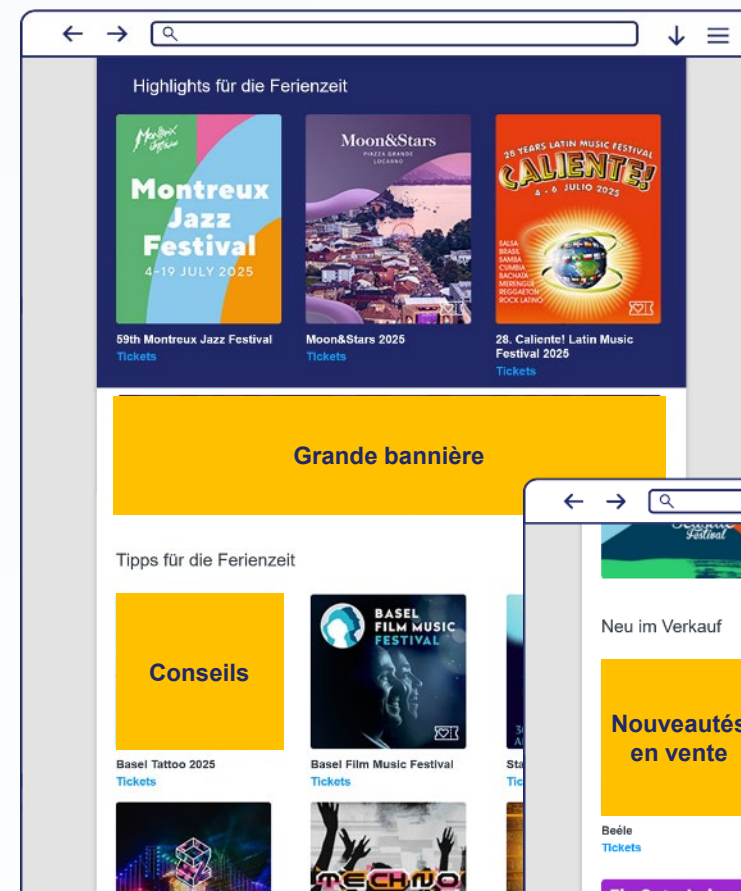 Highlights für die Ferienzeit
Montreux
Jazz
Festival
4-19 JULY 2025
Moon&Stars
PIAZZA GRANDE
LOCARNO
28 YEARS LATIN MUSIC FESTIVAL
CALIENTE!
4 - 6 JULIO 2025
SALSA
BRASIL
SAMBA
CUMBIA
BACHATA
MERENGUE
REGGAETON
ROCK LATINO
59th Montreux Jazz Festival
Tickets
Moon&Stars 2025
Tickets
28. Caliente! Latin Music
Festival 2025
Tickets
Grande bannière
Tipps für die Ferienzeit
Conseils
BASEL
FILM MUSIC
FESTIVAL
Basel Tattoo 2025
Tickets
Basel Film Music Festival
Tickets
Sta
Tic
TECHNO
Festival
Neu im Verkauf
Nouveautés
en vente
Beéle
Tickets